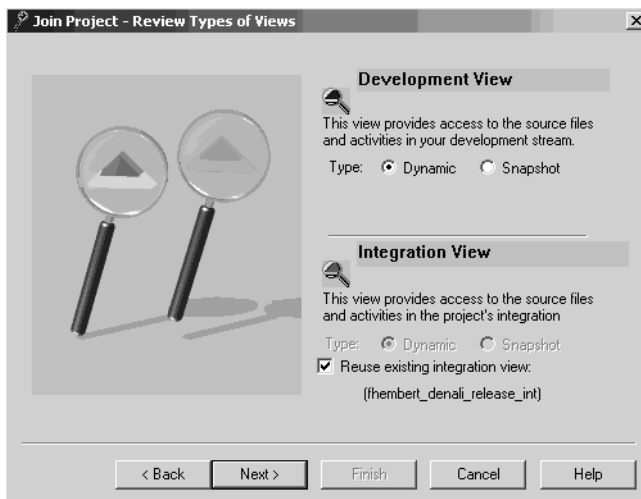 Join Project - Review Types of Views
Development View
This view provides access to the source files
and activities in your development stream.
Type: Dynamic Snapshot
Integration View
This view provides access to the source files
and activities in the project's integration
Type: Dynamic Snapshot
Reuse existing integration view:
(fhembert_denali_release_int)
< Back Next > Finish Cancel Help